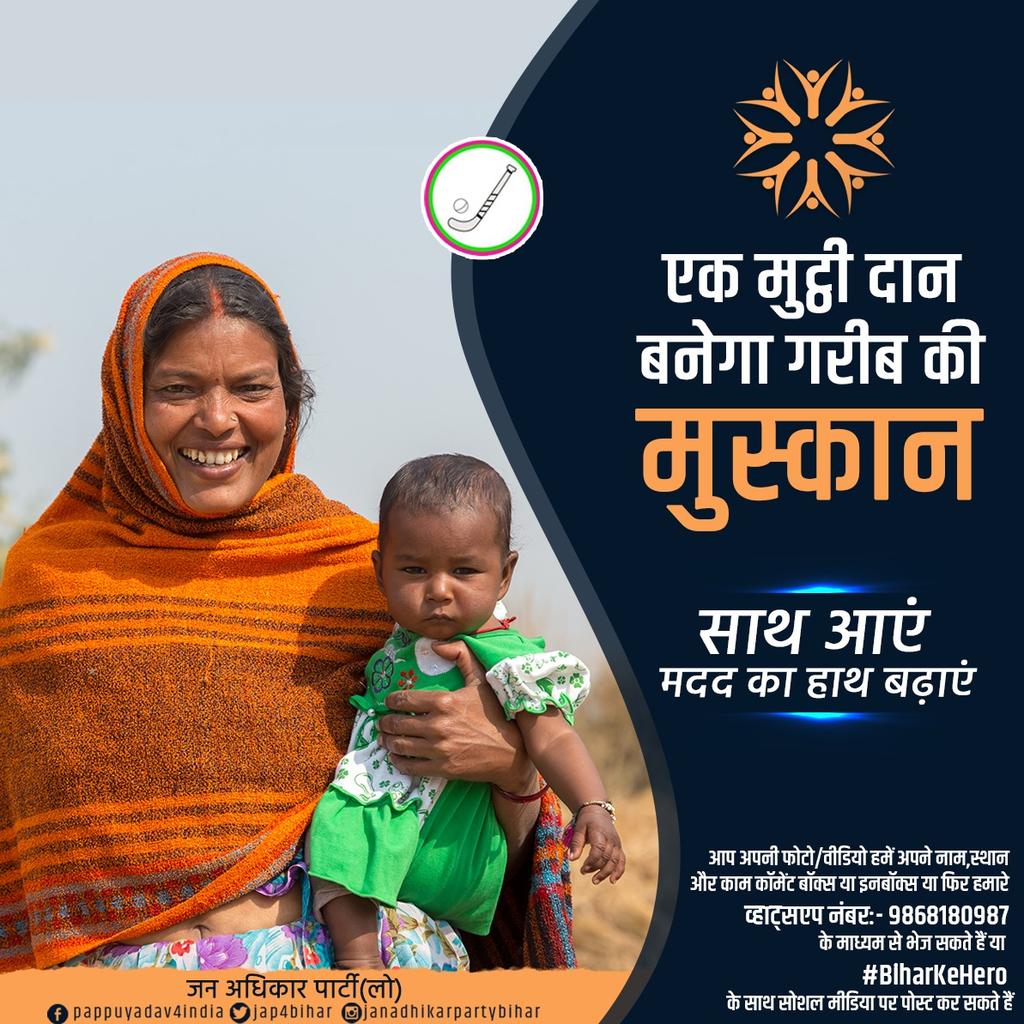 एक मुट्ठी दान
बनेगा गरीब की
मुस्कान
साथ आएं
मदद का हाथ बढ़ाएं
आप अपनी फोटो/वीडियो हमें अपने नाम,स्थान
और काम कॉमेंट बॉक्स या इनबॉक्स या फिर हमारे
व्हाट्सएप नंबर:- 9868180987
के माध्यम से भेज सकते हैं या
#BIharKeHero
के साथ सोशल मीडिया पर पोस्ट कर सकते हैं
जन अधिकार पार्टी(लो)
pappuyadav4india jap4bihar janadhikarpartybihar